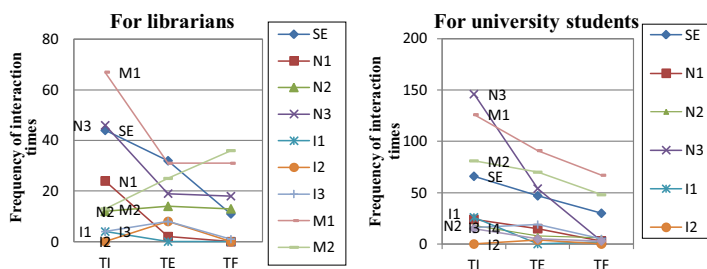 For librarians
Frequency of interaction
times
80
60
40
20
0
M1
N3
SE
N1
N2
M2
I1
I3
I2
TI
TE
TF
SE
N1
N2
N3
I1
I2
I3
M1
M2
For university students
Frequency of interaction
times
200
150
100
50
0
N3
M1
M2
SE
I1
N2
I3
I4
I2
TI
TE
TF
SE
N1
N2
N3
I1
I2